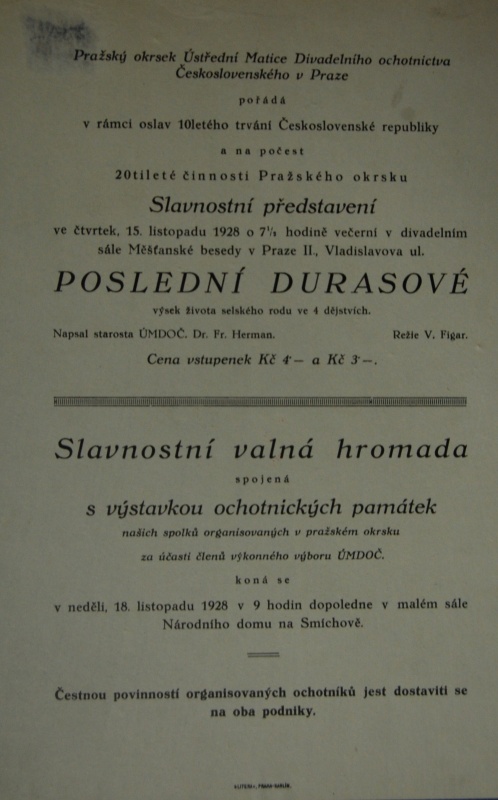 Pražský okrsek Ústřední Matice Divadelního ochotnictva
Československého v Praze
pořádá
v rámci oslav 10letého trvání Československé republiky
a na počest
20tileté činnosti Pražského okrsku
Slavnostní představení
ve čtvrtek, 15. listopadu 1928 o 7½ hodině večerní v divadelním
sále Měšťanské besedy v Praze II., Vladislavova ul.
POSLEDNÍ DURASOVÉ
výsek života selského rodu ve 4 dějstvích.
Napsal starosta ÚMDOČ. Dr. Fr. Herman. Režie V. Figar.
Cena vstupenek Kč 4·— a Kč 3·—.
Slavnostní valná hromada
spojená
s výstavkou ochotnických památek
našich spolků organisovaných v pražském okrsku
za účasti členů výkonného výboru ÚMDOČ.
koná se
v neděli, 18. listopadu 1928 v 9 hodin dopoledne v malém sále
Národního domu na Smíchově.
Čestnou povinností organisovaných ochotníků jest dostaviti se
na oba podniky.